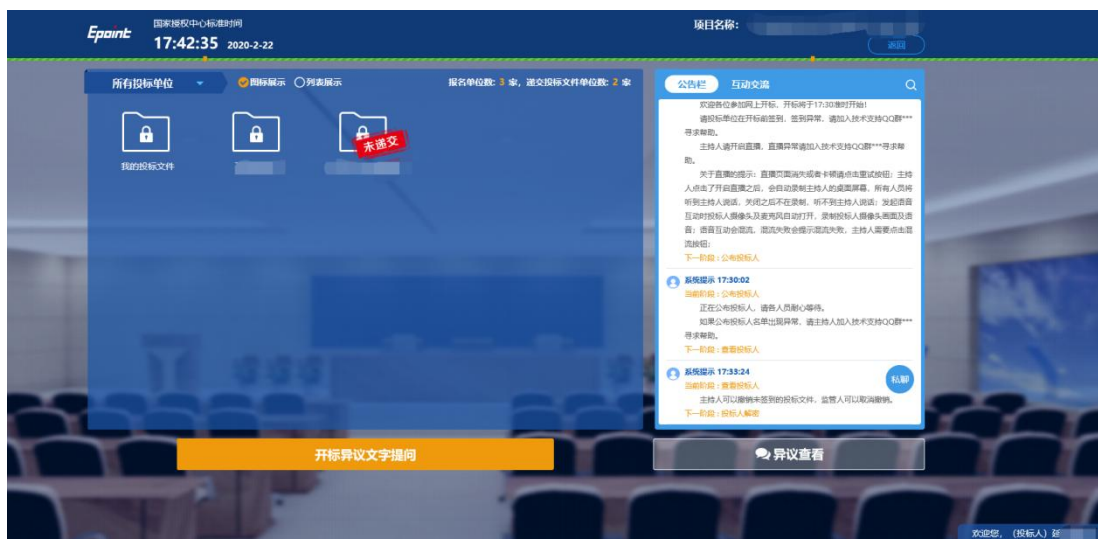 Epoint
国家授权中心标准时间
17:42:35 2020-2-22
项目名称：
返回
所有投标单位
图标展示 列表展示
报名单位数: 3 家，递交投标文件单位数: 2 家
未递交
我的投标文件
公告栏 互动交流
欢迎各位参加网上开标，开标将于17:30准时开始！
请投标单位在开标前签到，签到异常，请加入技术支持QQ群***
寻求帮助。
主持人请开启直播，直播异常请加入技术支持QQ群***寻求帮
助。
关于直播的提示：直播页面消失或者卡顿请点击重试按钮；主持
人点击了开启直播之后，会自动录制主持人的桌面屏幕，所有人员将
听到主持人说话，关闭之后不在录制，听不到主持人说话；发起语音
互动时投标人摄像头及麦克风自动打开，录制投标人摄像头画面及语
音；语音互动会混流，混流失败会提示混流失败，主持人需要点击混
流按钮；
下一阶段：公布投标人
系统提示 17:30:02
当前阶段：公布投标人
正在公布投标人，请各人员耐心等待。
如果公布投标人名单出现异常，请主持人加入技术支持QQ群***
寻求帮助。
下一阶段：查看投标人
系统提示 17:33:24
当前阶段：查看投标人
主持人可以撤销未签到的投标文件，监管人可以取消撤销。
下一阶段：投标人解密
私聊
开标异议文字提问
异议查看
欢迎您，（投标人）延